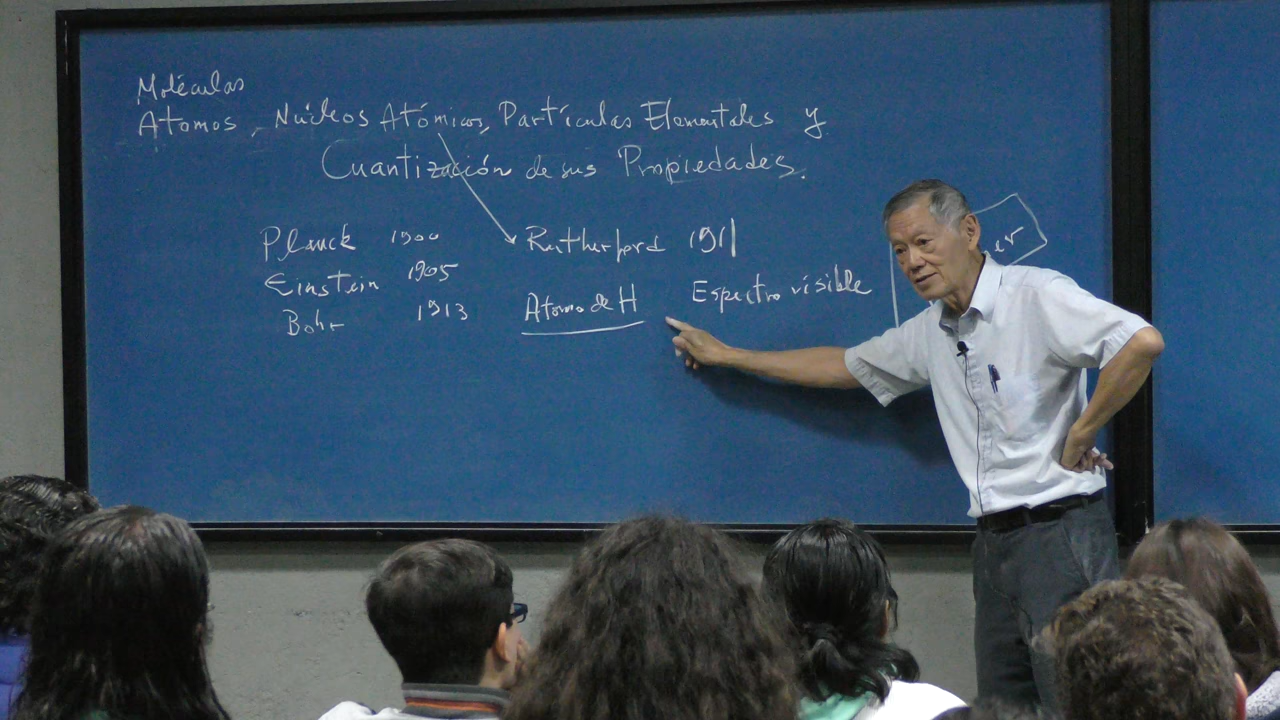 Moléculas
Atomos, Núcleos Atómicos, Partículas Elementales y
Cuantización de sus Propiedades.
Planck 1900
Rutherford 1911
Einstein 1905
Bohr 1913
Atomo de H
Espectro visible